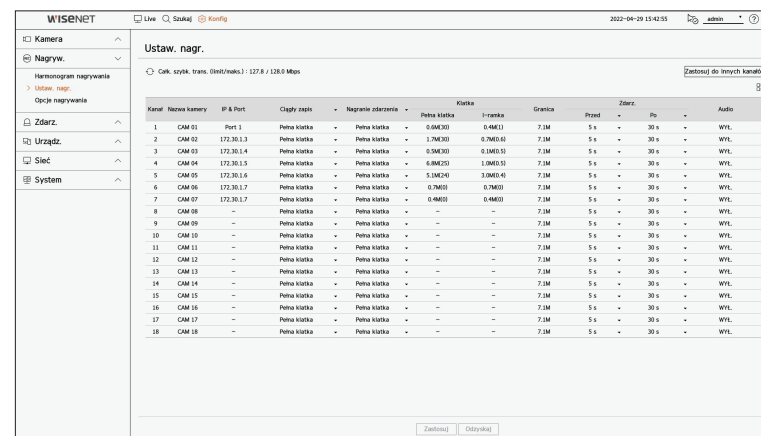 WISENET Live Szukaj Konfig 2022-04-29 15:42:55 admin ?
Kamera
Nagryw.
Harmonogram nagrywania
> Ustaw. nagr.
Opcje nagrywania
Zdarz.
Urządz.
Sieć
System
Ustaw. nagr.
Całk. szybk. trans. (limit/maks.) : 127.8 / 128.0 Mbps
Zastosuj do innych kanałó
Kanał Nazwa kamery IP & Port Ciągły zapis Nagranie zdarzenia Klatka Granica Zdarz. Audio
Pełna klatka I-ramka Przed Po
1 CAM 01 Port 1 Pełna klatka Pełna klatka 0.6M(30) 0.4M(1) 7.1M 5 s 30 s WYŁ.
2 CAM 02 172.30.1.3 Pełna klatka Pełna klatka 1.7M(30) 0.7M(0.6) 7.1M 5 s 30 s WYŁ.
3 CAM 03 172.30.1.4 Pełna klatka Pełna klatka 0.5M(30) 0.1M(0.5) 7.1M 5 s 30 s WYŁ.
4 CAM 04 172.30.1.5 Pełna klatka Pełna klatka 6.8M(25) 1.0M(0.5) 7.1M 5 s 30 s WYŁ.
5 CAM 05 172.30.1.6 Pełna klatka Pełna klatka 5.1M(24) 3.0M(0.4) 7.1M 5 s 30 s WYŁ.
6 CAM 06 172.30.1.7 Pełna klatka Pełna klatka 0.7M(0) 0.7M(0) 7.1M 5 s 30 s WYŁ.
7 CAM 07 172.30.1.7 Pełna klatka Pełna klatka 0.4M(0) 0.4M(0) 7.1M 5 s 30 s WYŁ.
8 CAM 08 – Pełna klatka Pełna klatka – – 7.1M 5 s 30 s WYŁ.
9 CAM 09 – Pełna klatka Pełna klatka – – 7.1M 5 s 30 s WYŁ.
10 CAM 10 – Pełna klatka Pełna klatka – – 7.1M 5 s 30 s WYŁ.
11 CAM 11 – Pełna klatka Pełna klatka – – 7.1M 5 s 30 s WYŁ.
12 CAM 12 – Pełna klatka Pełna klatka – – 7.1M 5 s 30 s WYŁ.
13 CAM 13 – Pełna klatka Pełna klatka – – 7.1M 5 s 30 s WYŁ.
14 CAM 14 – Pełna klatka Pełna klatka – – 7.1M 5 s 30 s WYŁ.
15 CAM 15 – Pełna klatka Pełna klatka – – 7.1M 5 s 30 s WYŁ.
16 CAM 16 – Pełna klatka Pełna klatka – – 7.1M 5 s 30 s WYŁ.
17 CAM 17 – Pełna klatka Pełna klatka – – 7.1M 5 s 30 s WYŁ.
18 CAM 18 – Pełna klatka Pełna klatka – – 7.1M 5 s 30 s WYŁ.
Zastosuj Odzyskaj